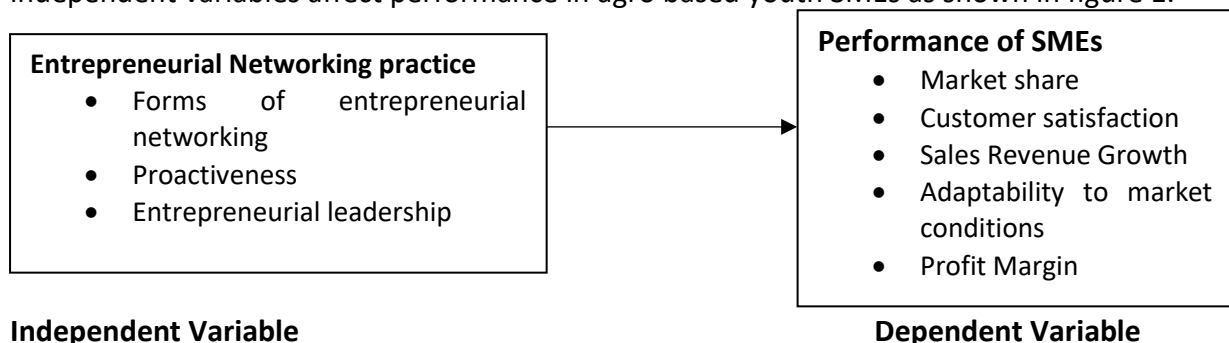 independent variables affect performance in agro based youth SMEs as shown in figure
Entrepreneurial Networking practice
• Forms of entrepreneurial
networking
• Proactiveness
• Entrepreneurial leadership
Performance of SMEs
• Market share
• Customer satisfaction
• Sales Revenue Growth
• Adaptability to market
conditions
• Profit Margin
Independent Variable
Dependent Variable